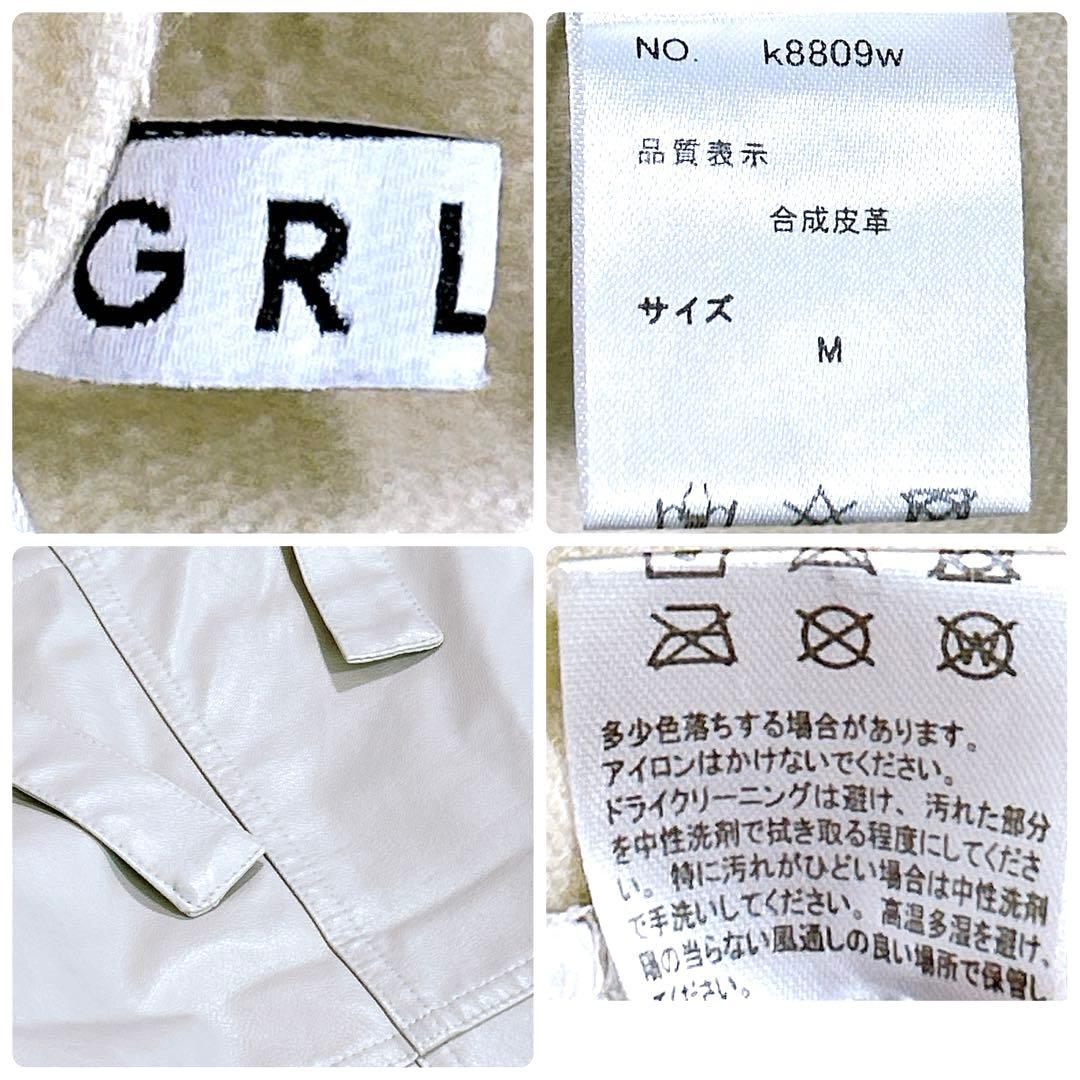 GRL
NO. k8809w
品質表示
合成皮革
サイズ
M
多少色落ちする場合があります。
アイロンはかけないでください。
ドライクリーニングは避け、汚れた部分
を中性洗剤で拭き取る程度にしてくださ
い。特に汚れがひどい場合は中性洗剤
で手洗いしてください。高温多湿を避け、
陽の当らない風通しの良い場所で保管し
てください。